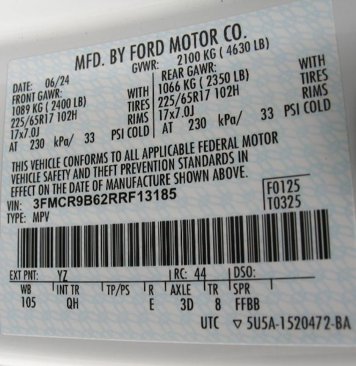 MFD. BY FORD MOTOR CO.
DATE: 06/24 GVWR: 2100 KG ( 4630 LB)
FRONT GAWR: REAR GAWR:
1089 KG ( 2400 LB) WITH 1066 KG ( 2350 LB) WITH
225/65R17 102H TIRES 225/65R17 102H TIRES
17x7.0J RIMS 17x7.0J RIMS
AT 230 kPa/ 33 PSI COLD AT 230 kPa/ 33 PSI COLD
THIS VEHICLE CONFORMS TO ALL APPLICABLE FEDERAL MOTOR
VEHICLE SAFETY AND THEFT PREVENTION STANDARDS IN
EFFECT ON THE DATE OF MANUFACTURE SHOWN ABOVE.
VIN: 3FMCR9B62RRF13185 F0125
TYPE: MPV T0325
EXT PNT: YZ RC: 44 DSO:
WB INT TR TP/PS R AXLE TR SPR
105 QH E 3D 8 FFBB
UTC ▽ 5U5A-1520472-BA